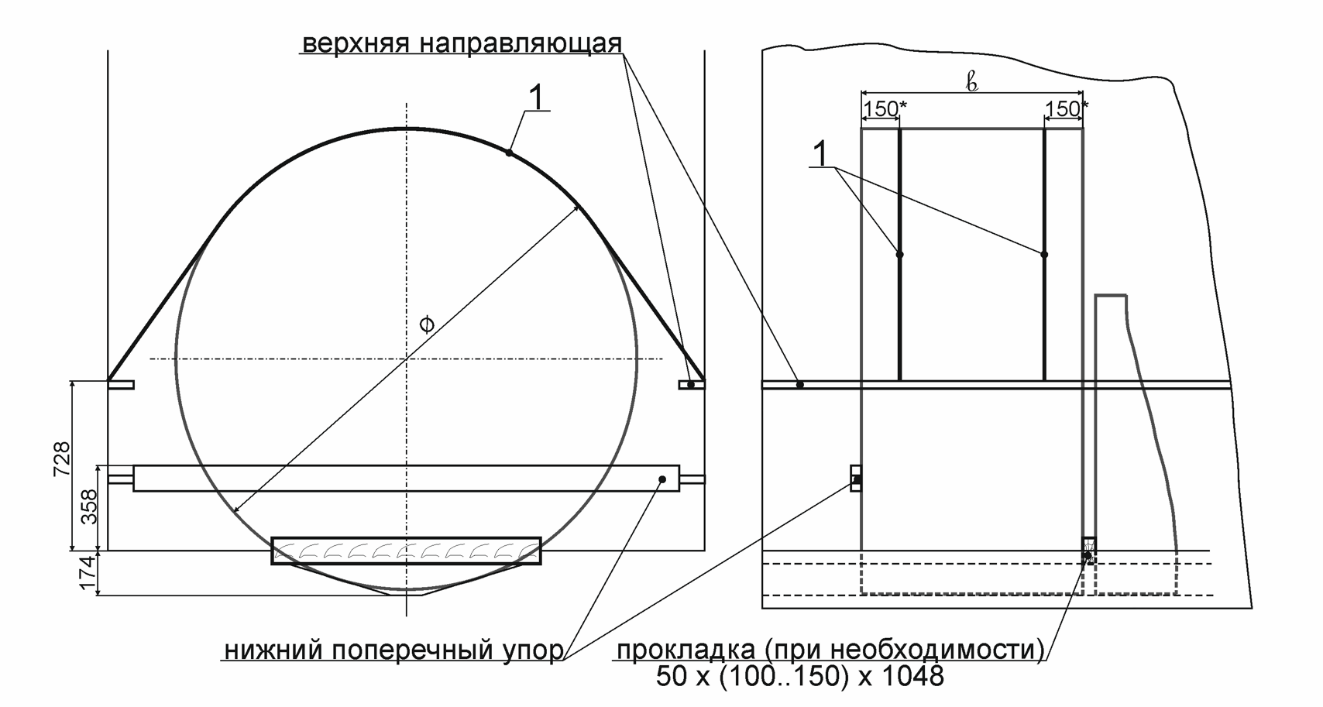 верхняя направляющая
1
в
150*
150*
1
ϕ
728
358
174
нижний поперечный упор
прокладка (при необходимости)
50 x (100..150) x 1048